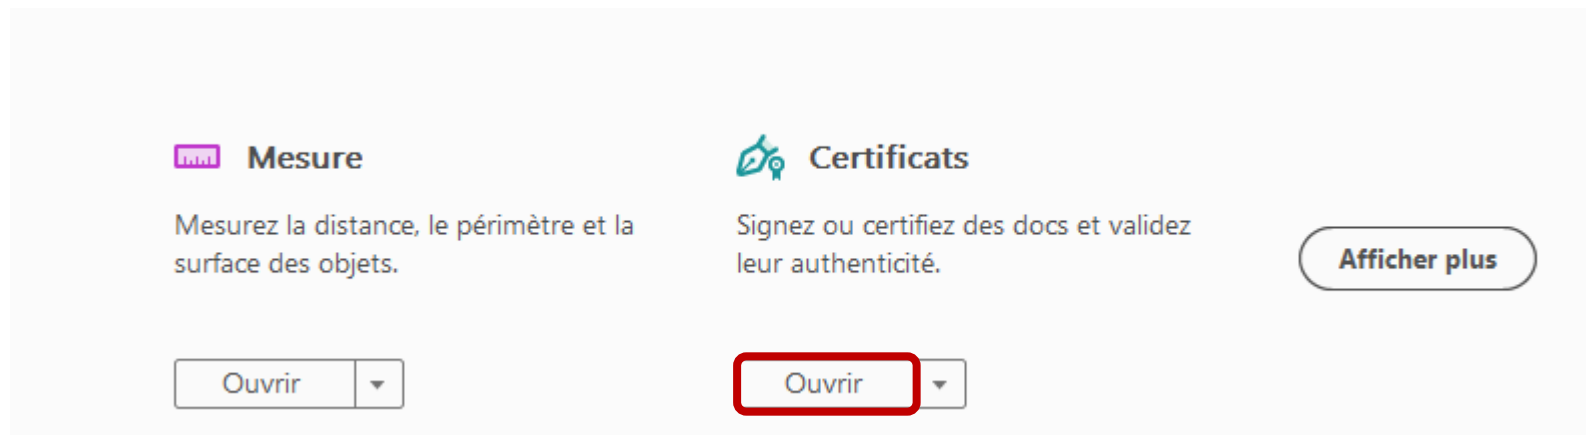 Mesure
Mesurez la distance, le périmètre et la
surface des objets.
Ouvrir
Certificats
Signez ou certifiez des docs et validez
leur authenticité.
Ouvrir
Afficher plus